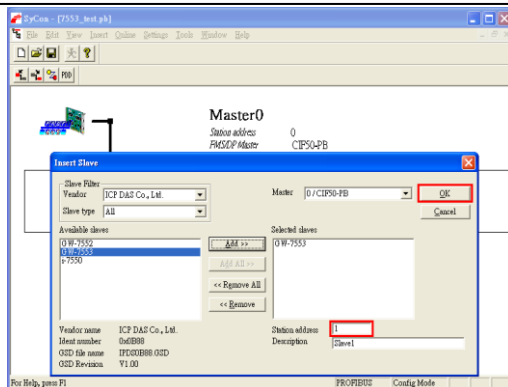 SyCon - [7553_test.pb]
File Edit View Insert Online Settings Tools Window Help
PDD
Master0
Station address 0
FMS/DP Master CIF50-PB
Insert Slave
Slave Filter
Vendor ICP DAS Co., Ltd.
Slave type All
Master 0 / CIF50-PB
OK
Cancel
Available slaves
GW-7552
GW-7553
I-7550
Add >>
Add All >>
<< Remove All
<< Remove
Selected slaves
GW-7553
Vendor name ICP DAS Co., Ltd.
Ident number 0x0B88
GSD file name IPDS0B88.GSD
GSD Revision V1.00
Station address 1
Description Slave1
For Help, press F1
PROFIBUS Config Mode